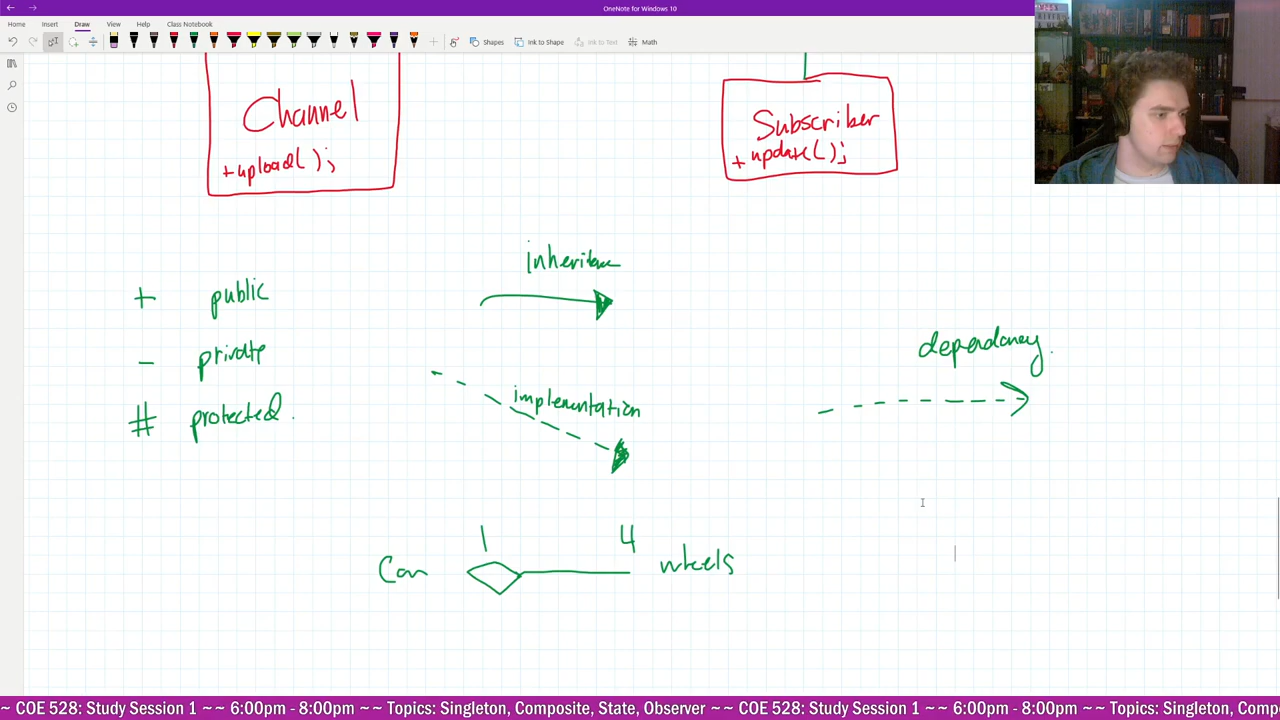 OneNote for Windows 10
Home Insert Draw View Help Class Notebook
Shapes Ink to Shape Ink to Text Math
Channel
+upload();
Subscriber
+update();
inheritance
+ public
- private
# protected.
implementation
dependancy.
1 4
Car wheels
~ COE 528: Study Session 1 ~~ 6:00pm - 8:00pm ~~ Topics: Singleton, Composite, State, Observer ~~ COE 528: Study Session 1 ~~ 6:00pm - 8:00pm ~~ Topics: Singleton, Comp